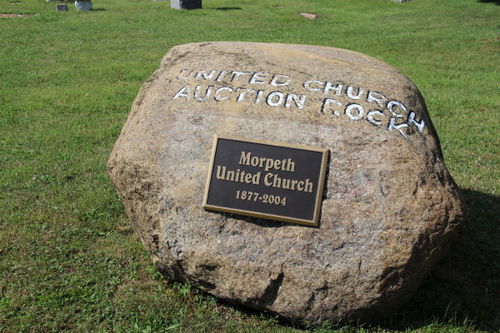 UNITED CHURCH
AUCTION ROCK
Morpeth
United Church
1877-2004